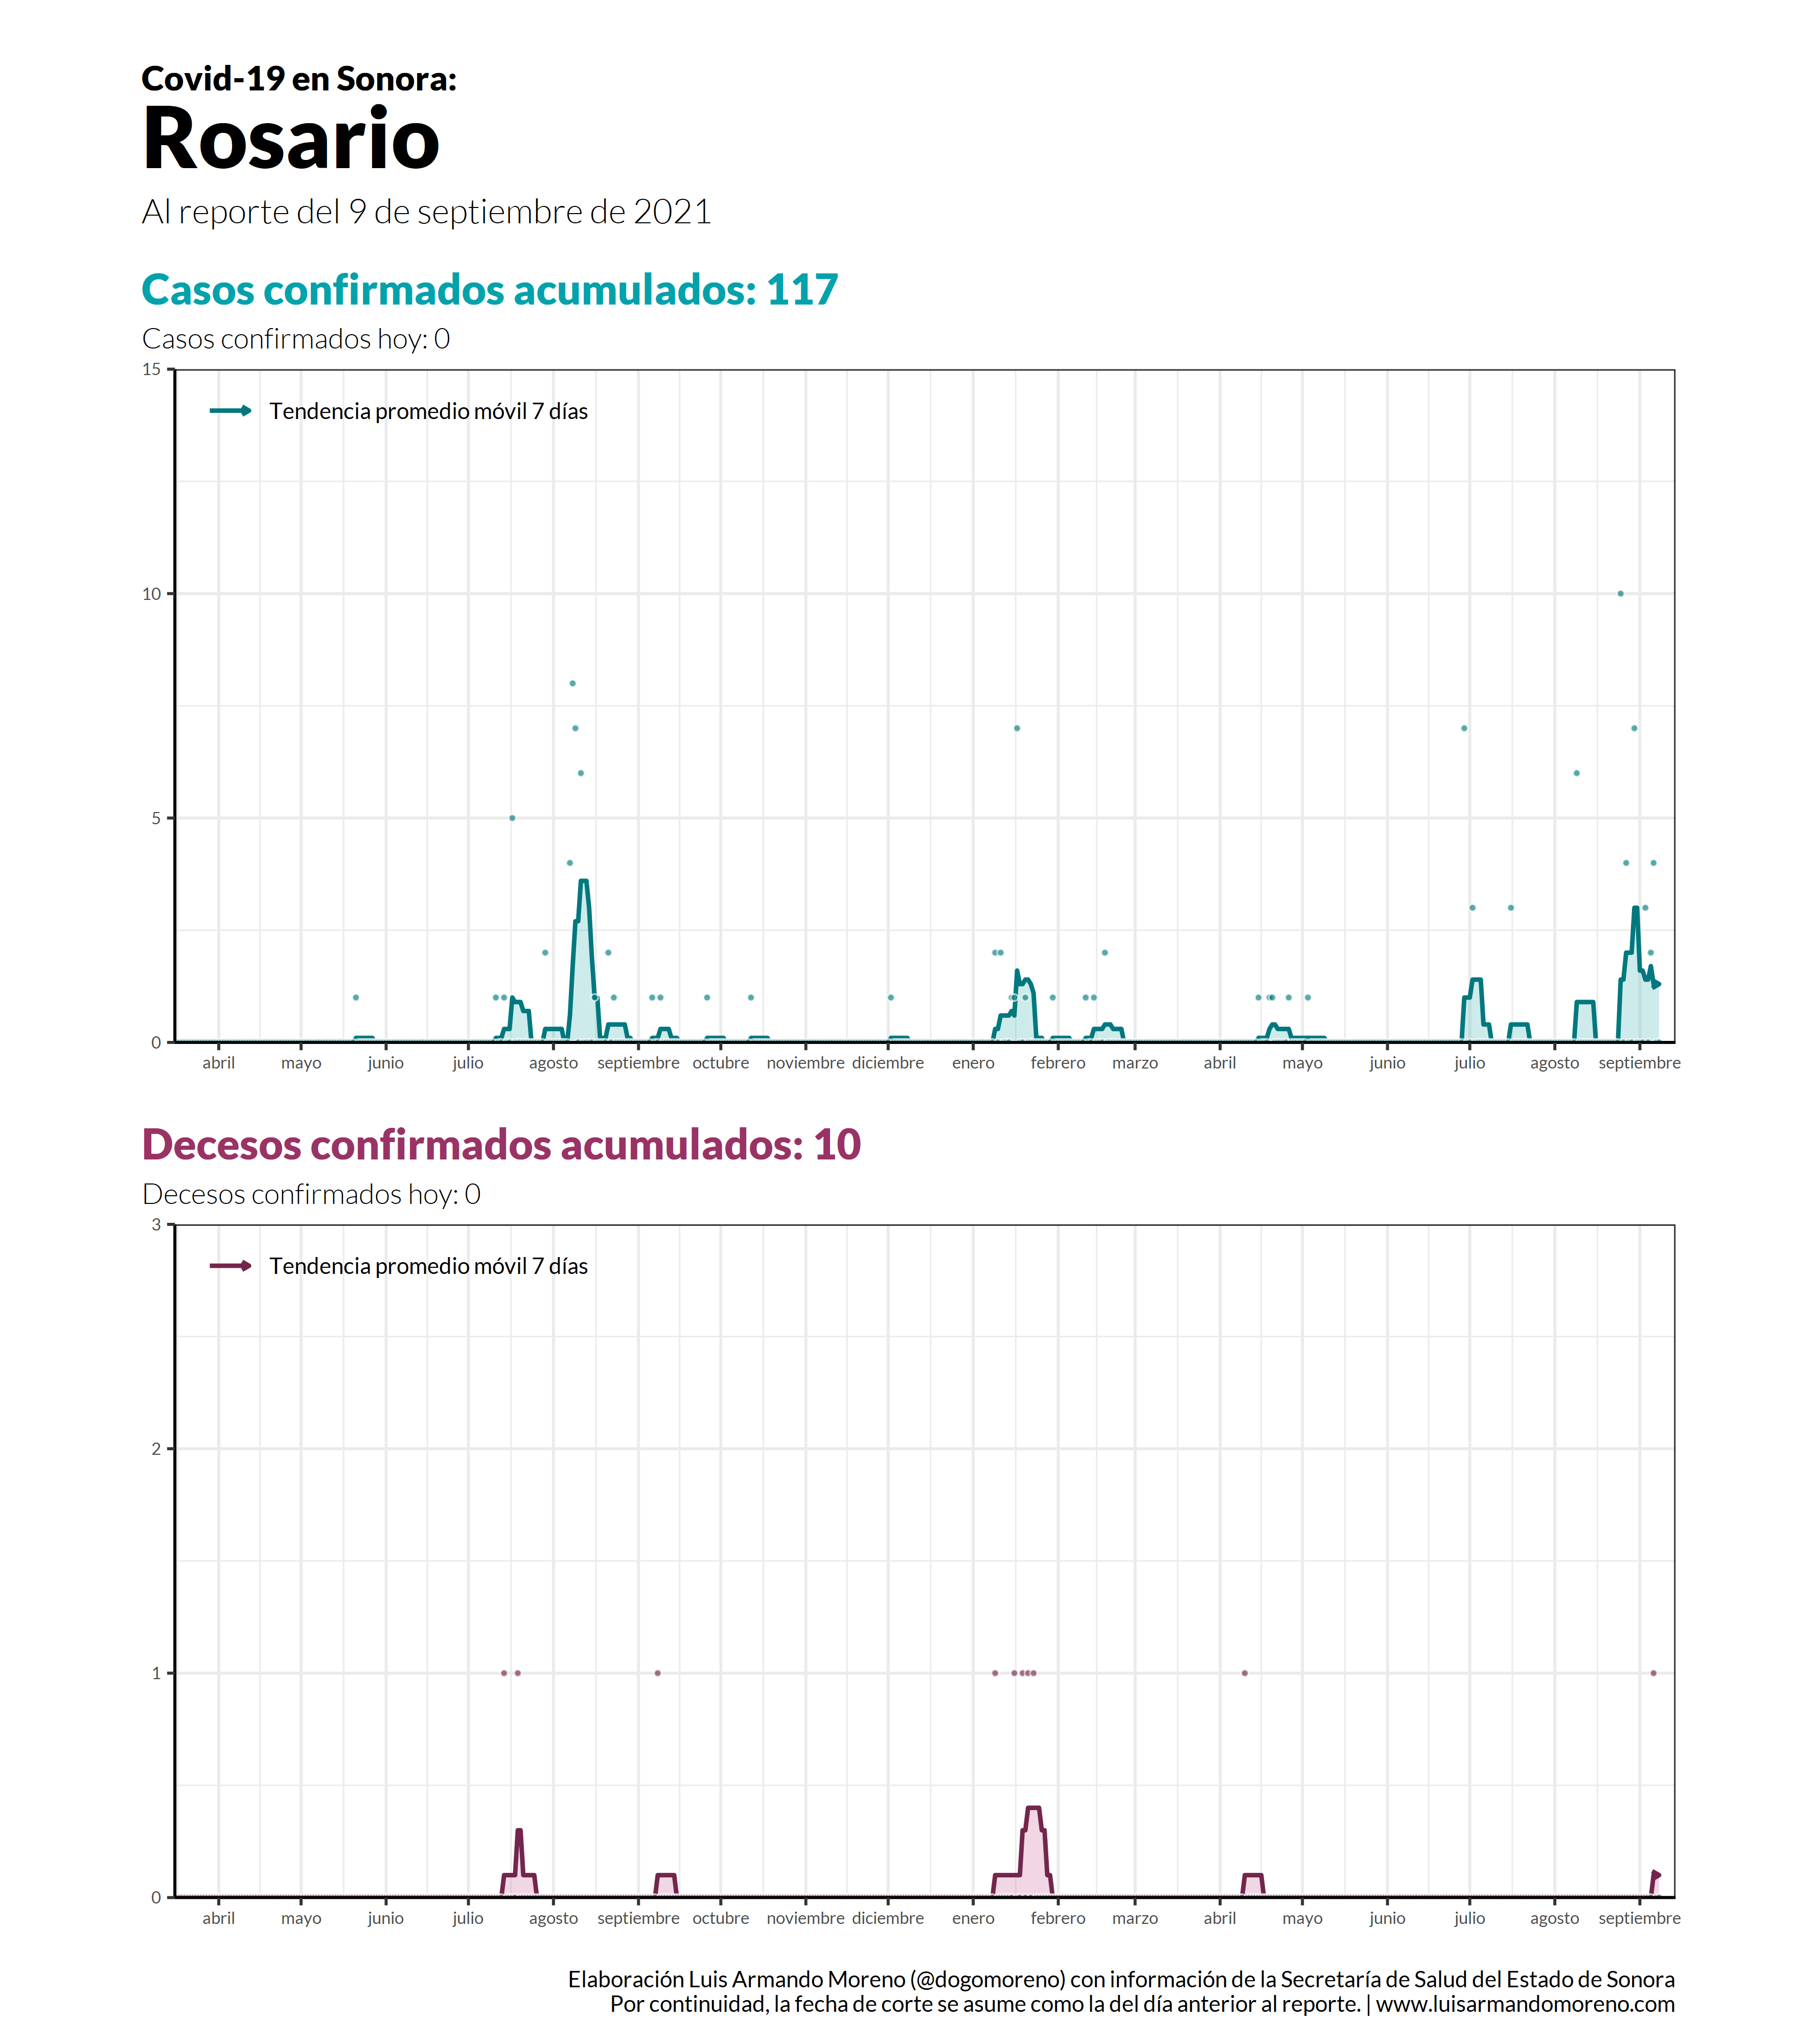 Covid-19 en Sonora:
Rosario
Al reporte del 9 de septiembre de 2021
Casos confirmados acumulados: 117
Casos confirmados hoy: 0
15
Tendencia promedio móvil 7 días
10
5
0
abril mayo junio julio agosto septiembre octubre noviembre diciembre enero febrero marzo abril mayo junio julio agosto septiembre
Decesos confirmados acumulados: 10
Decesos confirmados hoy: 0
3
Tendencia promedio móvil 7 días
2
1
0
abril mayo junio julio agosto septiembre octubre noviembre diciembre enero febrero marzo abril mayo junio julio agosto septiembre
Elaboración Luis Armando Moreno (@dogomoreno) con información de la Secretaría de Salud del Estado de Sonora
Por continuidad, la fecha de corte se asume como la del día anterior al reporte. | www.luisarmandomoreno.com